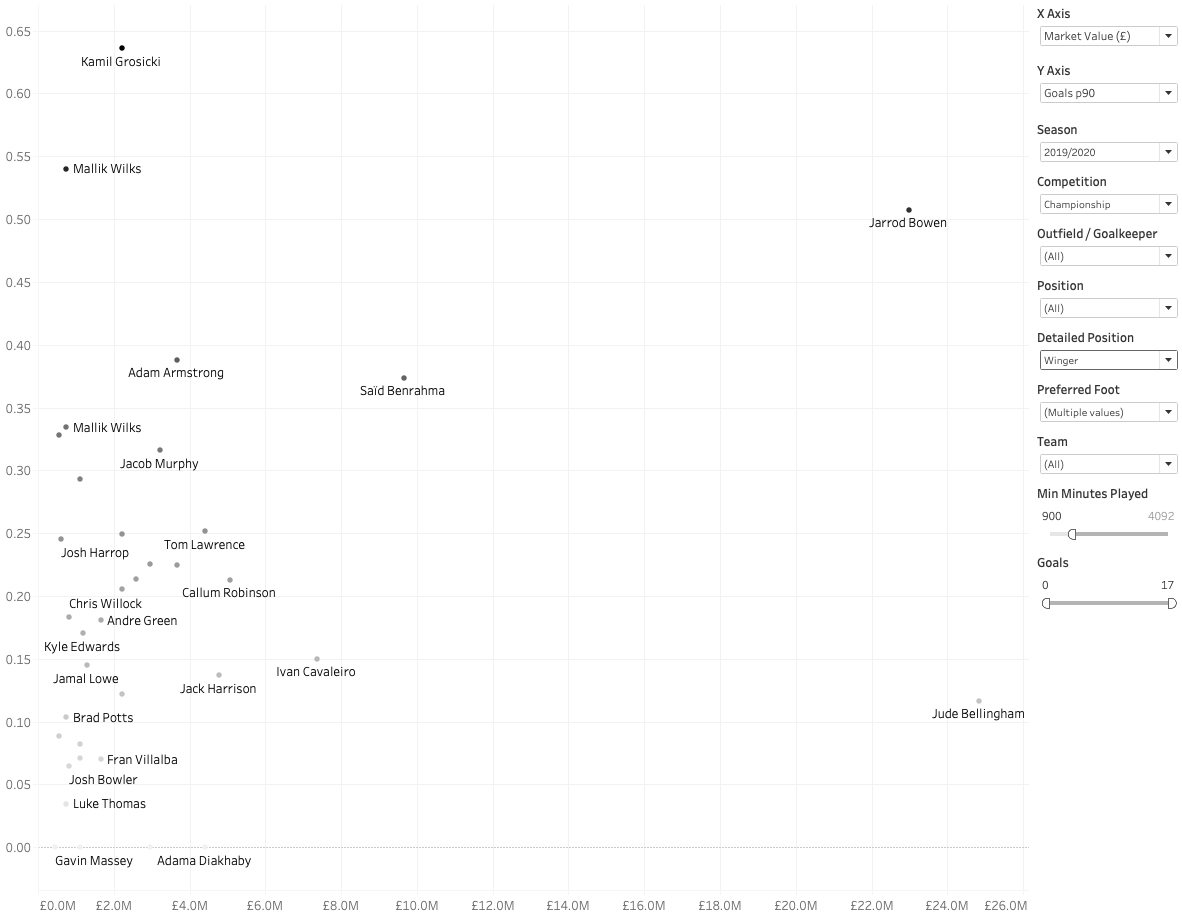 0.65
Kamil Grosicki
0.60
0.55
Mallik Wilks
0.50
Jarrod Bowen
0.45
0.40
Adam Armstrong
Saïd Benrahma
0.35
Mallik Wilks
Jacob Murphy
0.30
0.25
Josh Harrop
Tom Lawrence
Callum Robinson
0.20
Chris Willock
Andre Green
Kyle Edwards
0.15
Ivan Cavaleiro
Jamal Lowe
Jack Harrison
Jude Bellingham
0.10
Brad Potts
Fran Villalba
Josh Bowler
0.05
Luke Thomas
0.00
Gavin Massey
Adama Diakhaby
£0.0M £2.0M £4.0M £6.0M £8.0M £10.0M £12.0M £14.0M £16.0M £18.0M £20.0M £22.0M £24.0M £26.0M
X Axis
Market Value (£)
Y Axis
Goals p90
Season
2019/2020
Competition
Championship
Outfield / Goalkeeper
(All)
Position
(All)
Detailed Position
Winger
Preferred Foot
(Multiple values)
Team
(All)
Min Minutes Played
900 4092
Goals
0 17